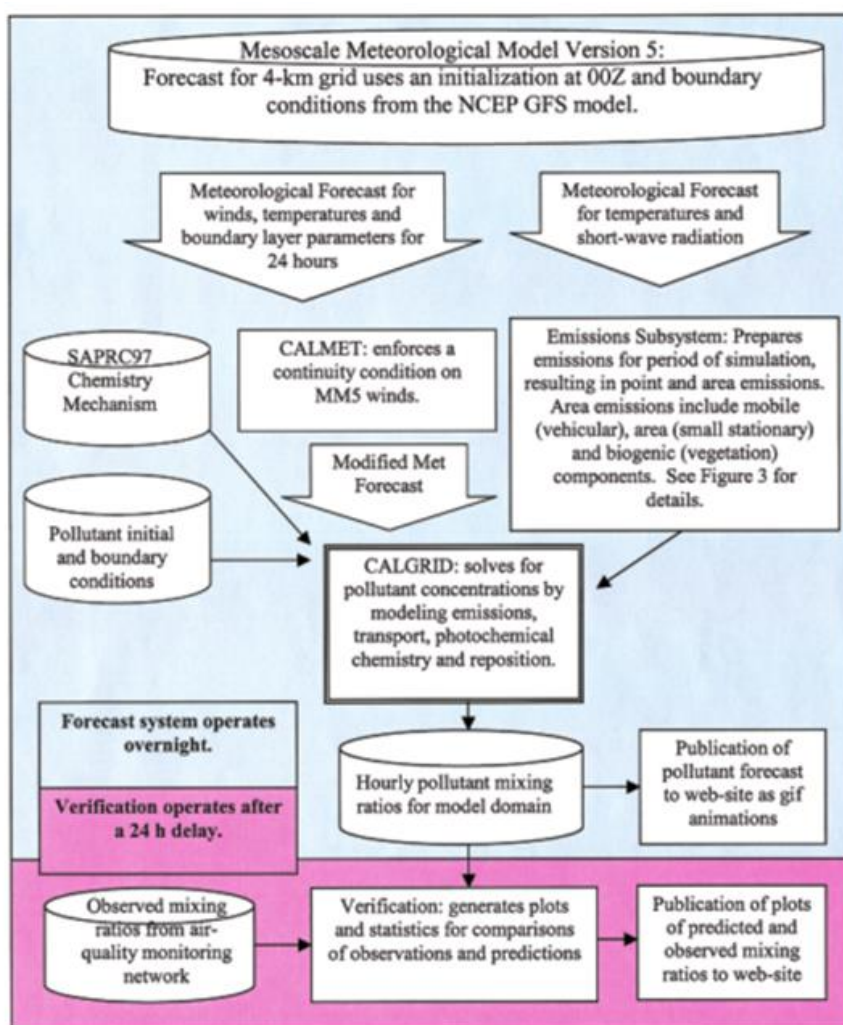 Mesoscale Meteorological Model Version 5:
Forecast for 4-km grid uses an initialization at 00Z and boundary
conditions from the NCEP GFS model.
Meteorological Forecast for
winds, temperatures and
boundary layer parameters for
24 hours
Meteorological Forecast
for temperatures and
short-wave radiation
SAPRC97
Chemistry
Mechanism
CALMET: enforces a
continuity condition on
MM5 winds.
Emissions Subsystem: Prepares
emissions for period of simulation,
resulting in point and area emissions.
Area emissions include mobile
(vehicular), area (small stationary)
and biogenic (vegetation)
components. See Figure 3 for
details.
Modified Met
Forecast
Pollutant initial
and boundary
conditions
CALGRID: solves for
pollutant concentrations by
modeling emissions,
transport, photochemical
chemistry and reposition.
Forecast system operates
overnight.
Verification operates after
a 24 h delay.
Hourly pollutant mixing
ratios for model domain
Publication of
pollutant forecast
to web-site as gif
animations
Observed mixing
ratios from air-
quality monitoring
network
Verification: generates plots
and statistics for comparisons
of observations and predictions
Publication of plots
of predicted and
observed mixing
ratios to web-site